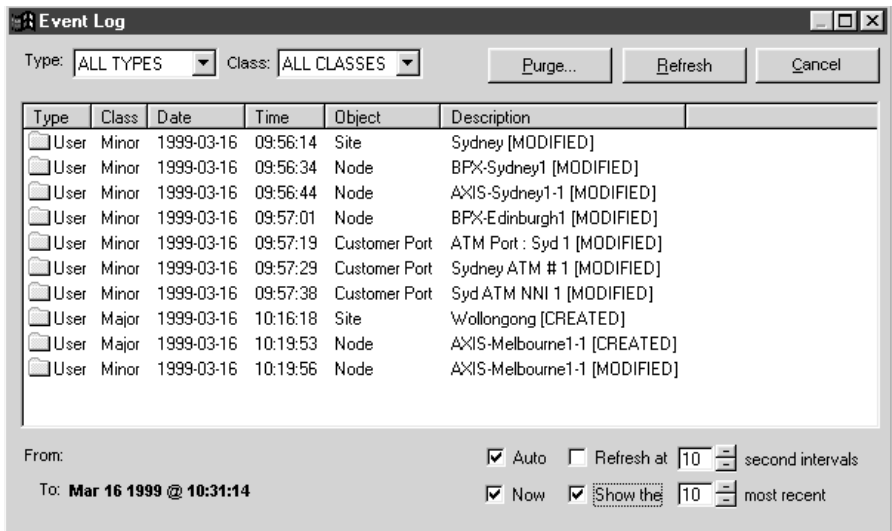 Event Log
Type: ALL TYPES Class: ALL CLASSES Purge... Refresh Cancel
Type Class Date Time Object Description
User Minor 1999-03-16 09:56:14 Site Sydney [MODIFIED]
User Minor 1999-03-16 09:56:34 Node BPX-Sydney1 [MODIFIED]
User Minor 1999-03-16 09:56:44 Node AXIS-Sydney1-1 [MODIFIED]
User Minor 1999-03-16 09:57:01 Node BPX-Edinburgh1 [MODIFIED]
User Minor 1999-03-16 09:57:19 Customer Port ATM Port : Syd 1 [MODIFIED]
User Minor 1999-03-16 09:57:29 Customer Port Sydney ATM # 1 [MODIFIED]
User Minor 1999-03-16 09:57:38 Customer Port Syd ATM NNI 1 [MODIFIED]
User Major 1999-03-16 10:16:18 Site Wollongong [CREATED]
User Major 1999-03-16 10:19:53 Node AXIS-Melbourne1-1 [CREATED]
User Minor 1999-03-16 10:19:56 Node AXIS-Melbourne1-1 [MODIFIED]
From: Auto Refresh at 10 second intervals
To: Mar 16 1999 @ 10:31:14 Now Show the 10 most recent